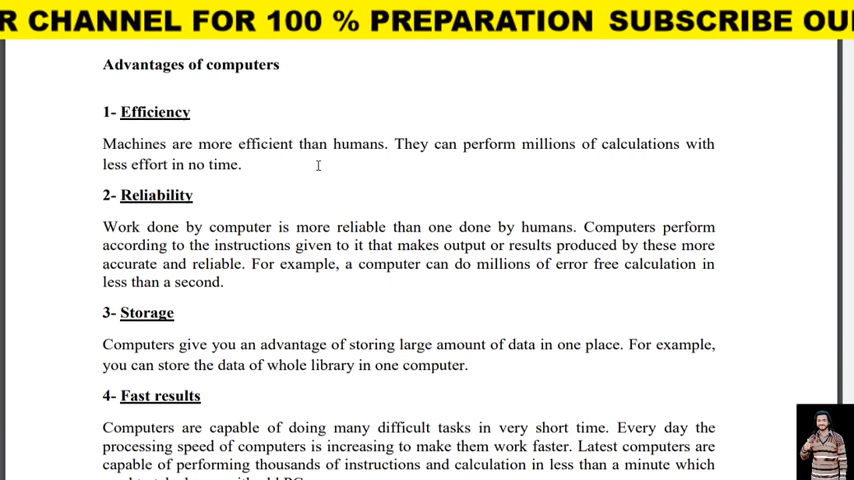 R CHANNEL FOR 100 % PREPARATION SUBSCRIBE OU
Advantages of computers
1- Efficiency
Machines are more efficient than humans. They can perform millions of calculations with
less effort in no time.
2- Reliability
Work done by computer is more reliable than one done by humans. Computers perform
according to the instructions given to it that makes output or results produced by these more
accurate and reliable. For example, a computer can do millions of error free calculation in
less than a second.
3- Storage
Computers give you an advantage of storing large amount of data in one place. For example,
you can store the data of whole library in one computer.
4- Fast results
Computers are capable of doing many difficult tasks in very short time. Every day the
processing speed of computers is increasing to make them work faster. Latest computers are
capable of performing thousands of instructions and calculation in less than a minute which